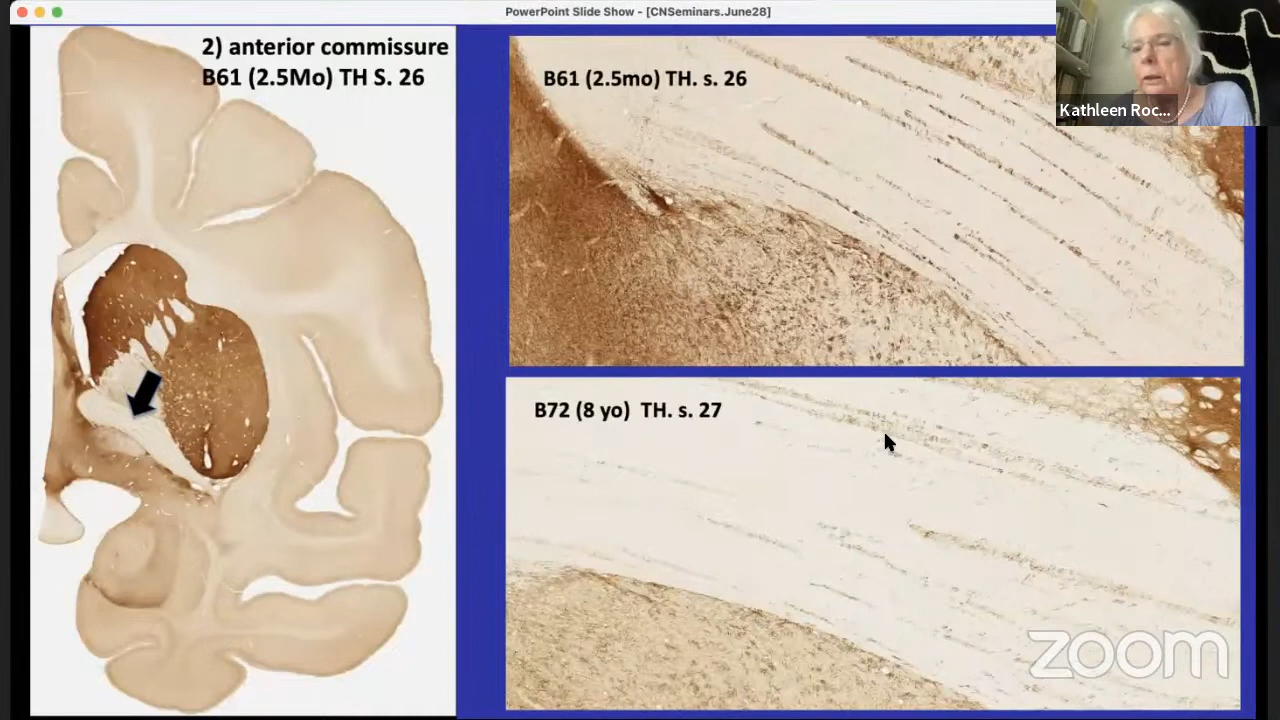 PowerPoint Slide Show - [CNSeminars.June28]
2) anterior commissure
B61 (2.5Mo) TH S. 26
B61 (2.5mo) TH. s. 26
Kathleen Roc...
B72 (8 yo) TH. s. 27
zoom